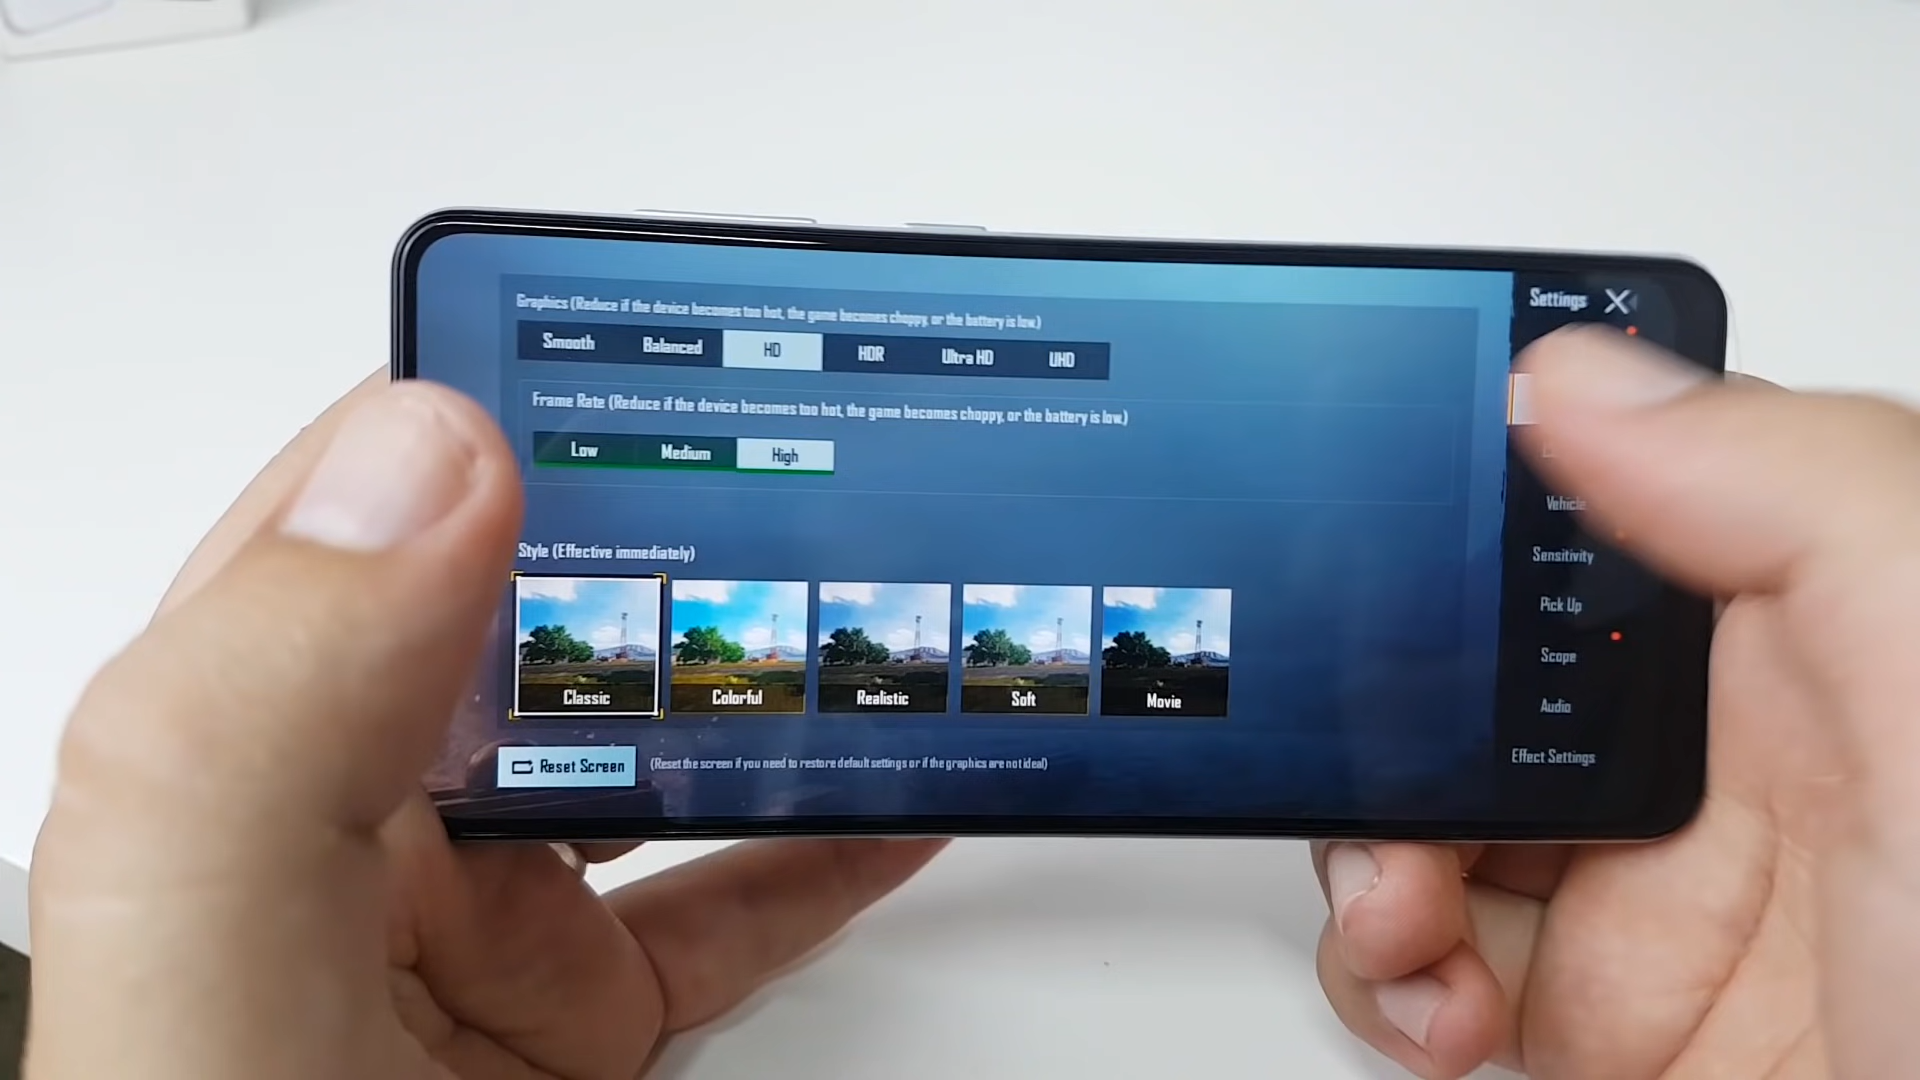 Graphics (Reduce if the device becomes too hot, the game becomes choppy, or the battery is low.)
Smooth Balanced HD HDR Ultra HD UHD
Frame Rate (Reduce if the device becomes too hot, the game becomes choppy, or the battery is low.)
Low Medium High
Style (Effective immediately)
Classic Colorful Realistic Soft Movie
Reset Screen (Reset the screen if you need to restore default settings or if the graphics are not ideal)
Settings
Vehicle
Sensitivity
Pick Up
Scope
Audio
Effect Settings